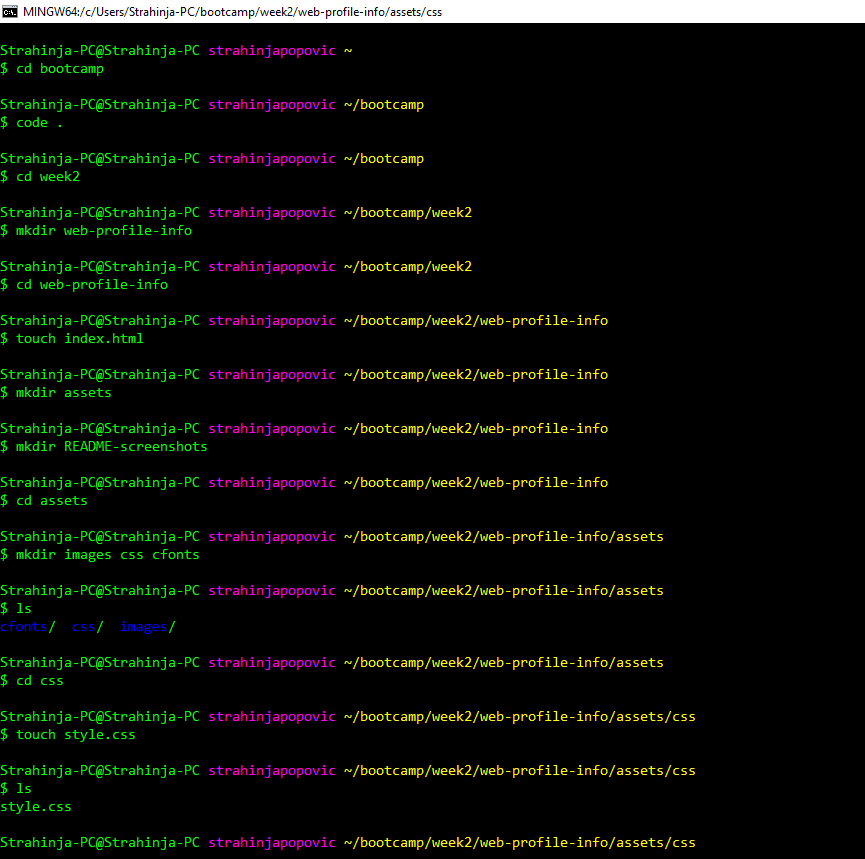 MINGW64:/c/Users/Strahinja-PC/bootcamp/week2/web-profile-info/assets/css
Strahinja-PC@Strahinja-PC strahinjapopovic ~
$ cd bootcamp
Strahinja-PC@Strahinja-PC strahinjapopovic ~/bootcamp
$ code .
Strahinja-PC@Strahinja-PC strahinjapopovic ~/bootcamp
$ cd week2
Strahinja-PC@Strahinja-PC strahinjapopovic ~/bootcamp/week2
$ mkdir web-profile-info
Strahinja-PC@Strahinja-PC strahinjapopovic ~/bootcamp/week2
$ cd web-profile-info
Strahinja-PC@Strahinja-PC strahinjapopovic ~/bootcamp/week2/web-profile-info
$ touch index.html
Strahinja-PC@Strahinja-PC strahinjapopovic ~/bootcamp/week2/web-profile-info
$ mkdir assets
Strahinja-PC@Strahinja-PC strahinjapopovic ~/bootcamp/week2/web-profile-info
$ mkdir README-screenshots
Strahinja-PC@Strahinja-PC strahinjapopovic ~/bootcamp/week2/web-profile-info
$ cd assets
Strahinja-PC@Strahinja-PC strahinjapopovic ~/bootcamp/week2/web-profile-info/assets
$ mkdir images css cfonts
Strahinja-PC@Strahinja-PC strahinjapopovic ~/bootcamp/week2/web-profile-info/assets
$ ls
cfonts/  css/  images/
Strahinja-PC@Strahinja-PC strahinjapopovic ~/bootcamp/week2/web-profile-info/assets
$ cd css
Strahinja-PC@Strahinja-PC strahinjapopovic ~/bootcamp/week2/web-profile-info/assets/css
$ touch style.css
Strahinja-PC@Strahinja-PC strahinjapopovic ~/bootcamp/week2/web-profile-info/assets/css
$ ls
style.css
Strahinja-PC@Strahinja-PC strahinjapopovic ~/bootcamp/week2/web-profile-info/assets/css